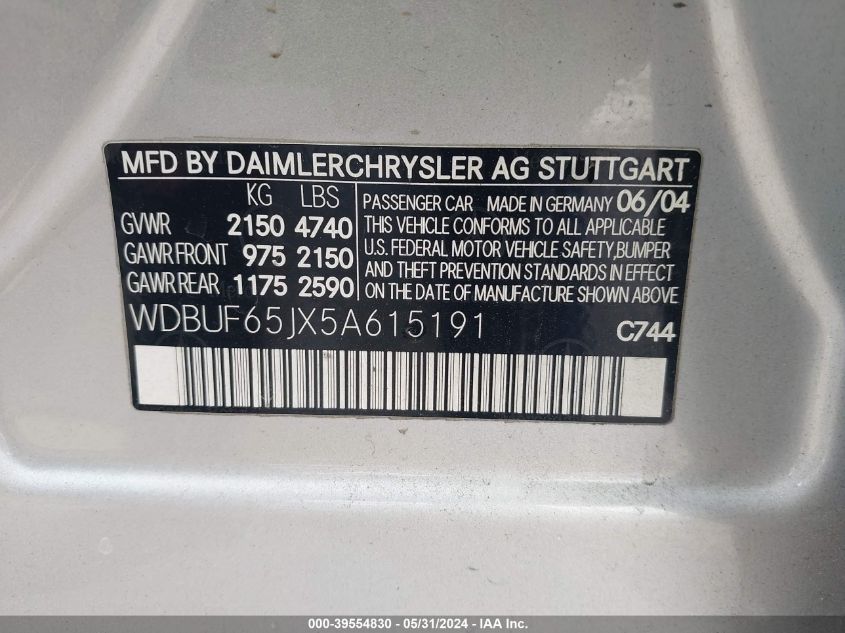 MFD BY DAIMLERCHRYSLER AG STUTTGART
KG LBS
GVWR 2150 4740
GAWR FRONT 975 2150
GAWR REAR 1175 2590
PASSENGER CAR MADE IN GERMANY 06/04
THIS VEHICLE CONFORMS TO ALL APPLICABLE
U.S. FEDERAL MOTOR VEHICLE SAFETY, BUMPER
AND THEFT PREVENTION STANDARDS IN EFFECT
ON THE DATE OF MANUFACTURE SHOWN ABOVE
WDBUF65JX5A615191 C744
000-39554830 - 05/31/2024 - IAA, Inc.